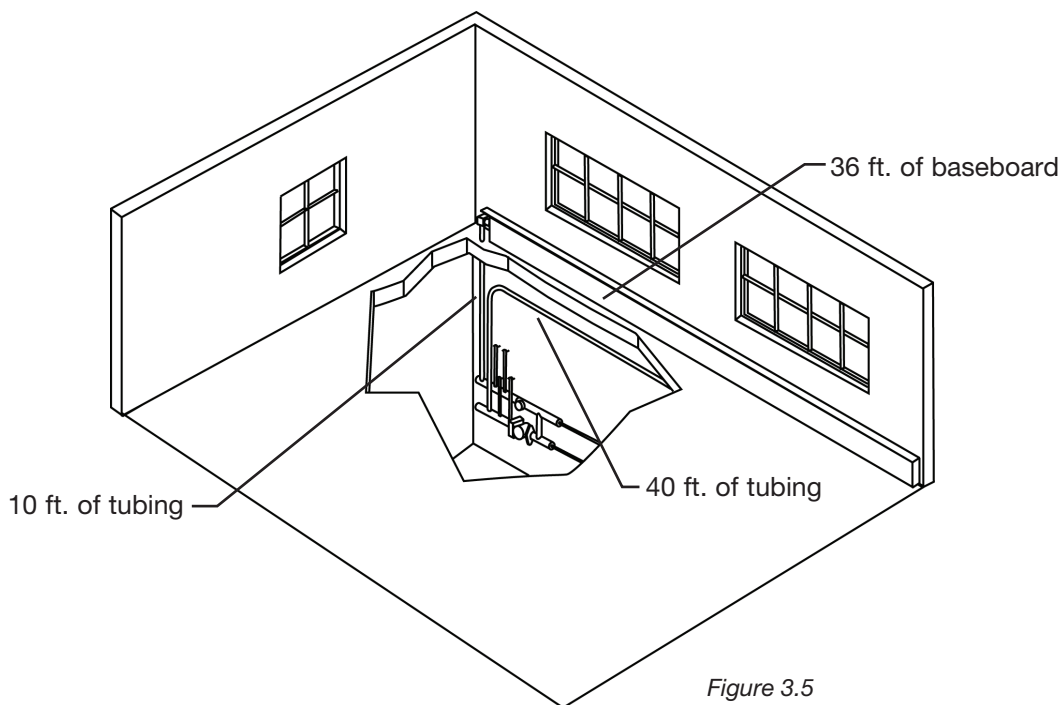 36 ft. of baseboard
40 ft. of tubing
10 ft. of tubing
Figure 3.5